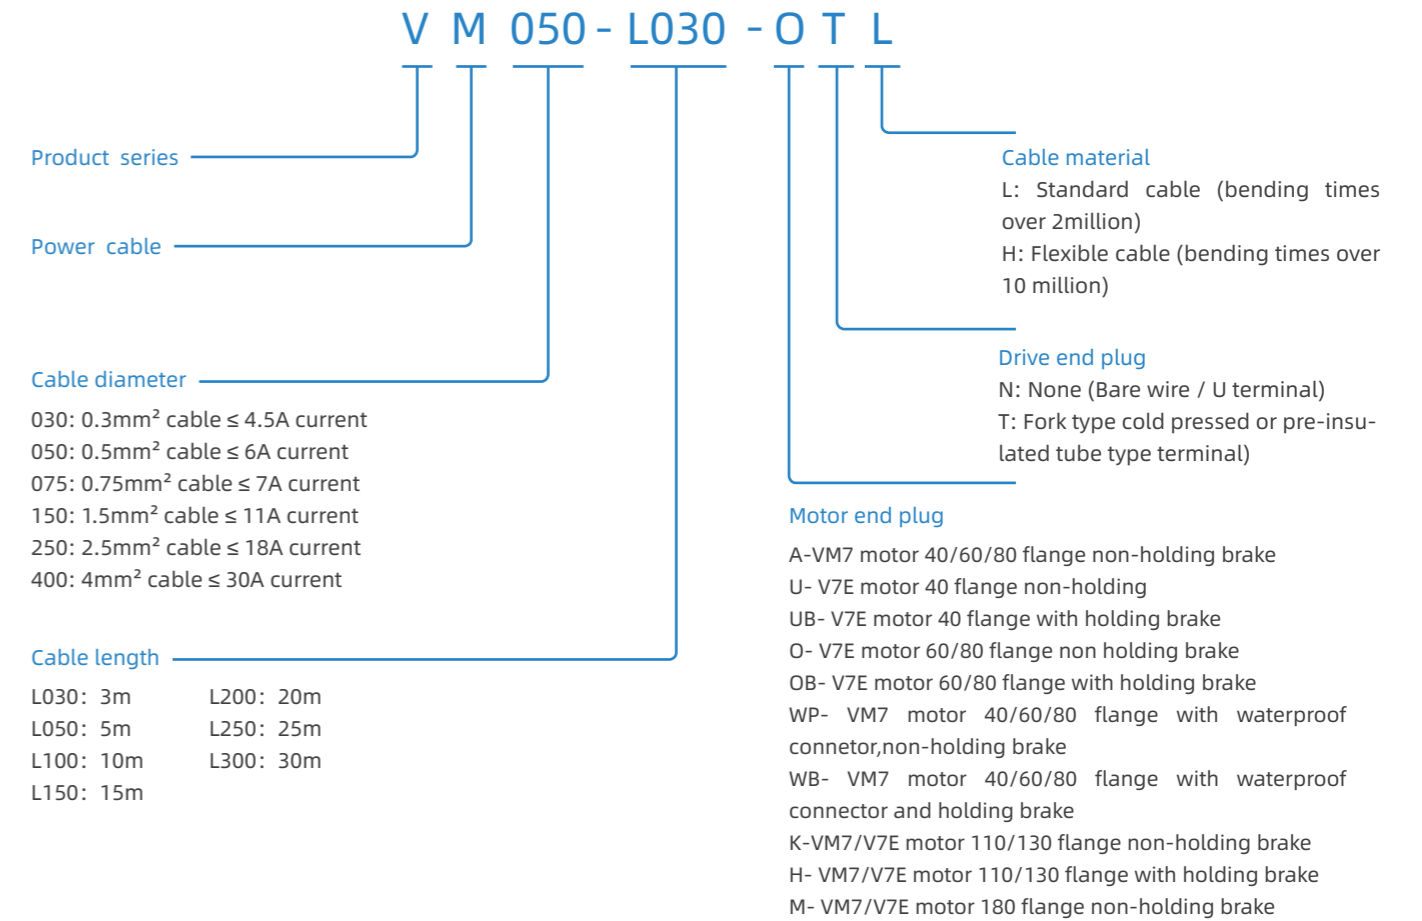 V M 050 - L030 - O T L
Product series
Power cable
Cable diameter
030: 0.3mm² cable ≤ 4.5A current
050: 0.5mm² cable ≤ 6A current
075: 0.75mm² cable ≤ 7A current
150: 1.5mm² cable ≤ 11A current
250: 2.5mm² cable ≤ 18A current
400: 4mm² cable ≤ 30A current
Cable length
L030: 3m L200: 20m
L050: 5m L250: 25m
L100: 10m L300: 30m
L150: 15m
Cable material
L: Standard cable (bending times
over 2million)
H: Flexible cable (bending times over
10 million)
Drive end plug
N: None (Bare wire / U terminal)
T: Fork type cold pressed or pre-insu-
lated tube type terminal)
Motor end plug
A-VM7 motor 40/60/80 flange non-holding brake
U- V7E motor 40 flange non-holding
UB- V7E motor 40 flange with holding brake
O- V7E motor 60/80 flange non holding brake
OB- V7E motor 60/80 flange with holding brake
WP- VM7 motor 40/60/80 flange with waterproof
connetor,non-holding brake
WB- VM7 motor 40/60/80 flange with waterproof
connector and holding brake
K-VM7/V7E motor 110/130 flange non-holding brake
H- VM7/V7E motor 110/130 flange with holding brake
M- VM7/V7E motor 180 flange non-holding brake